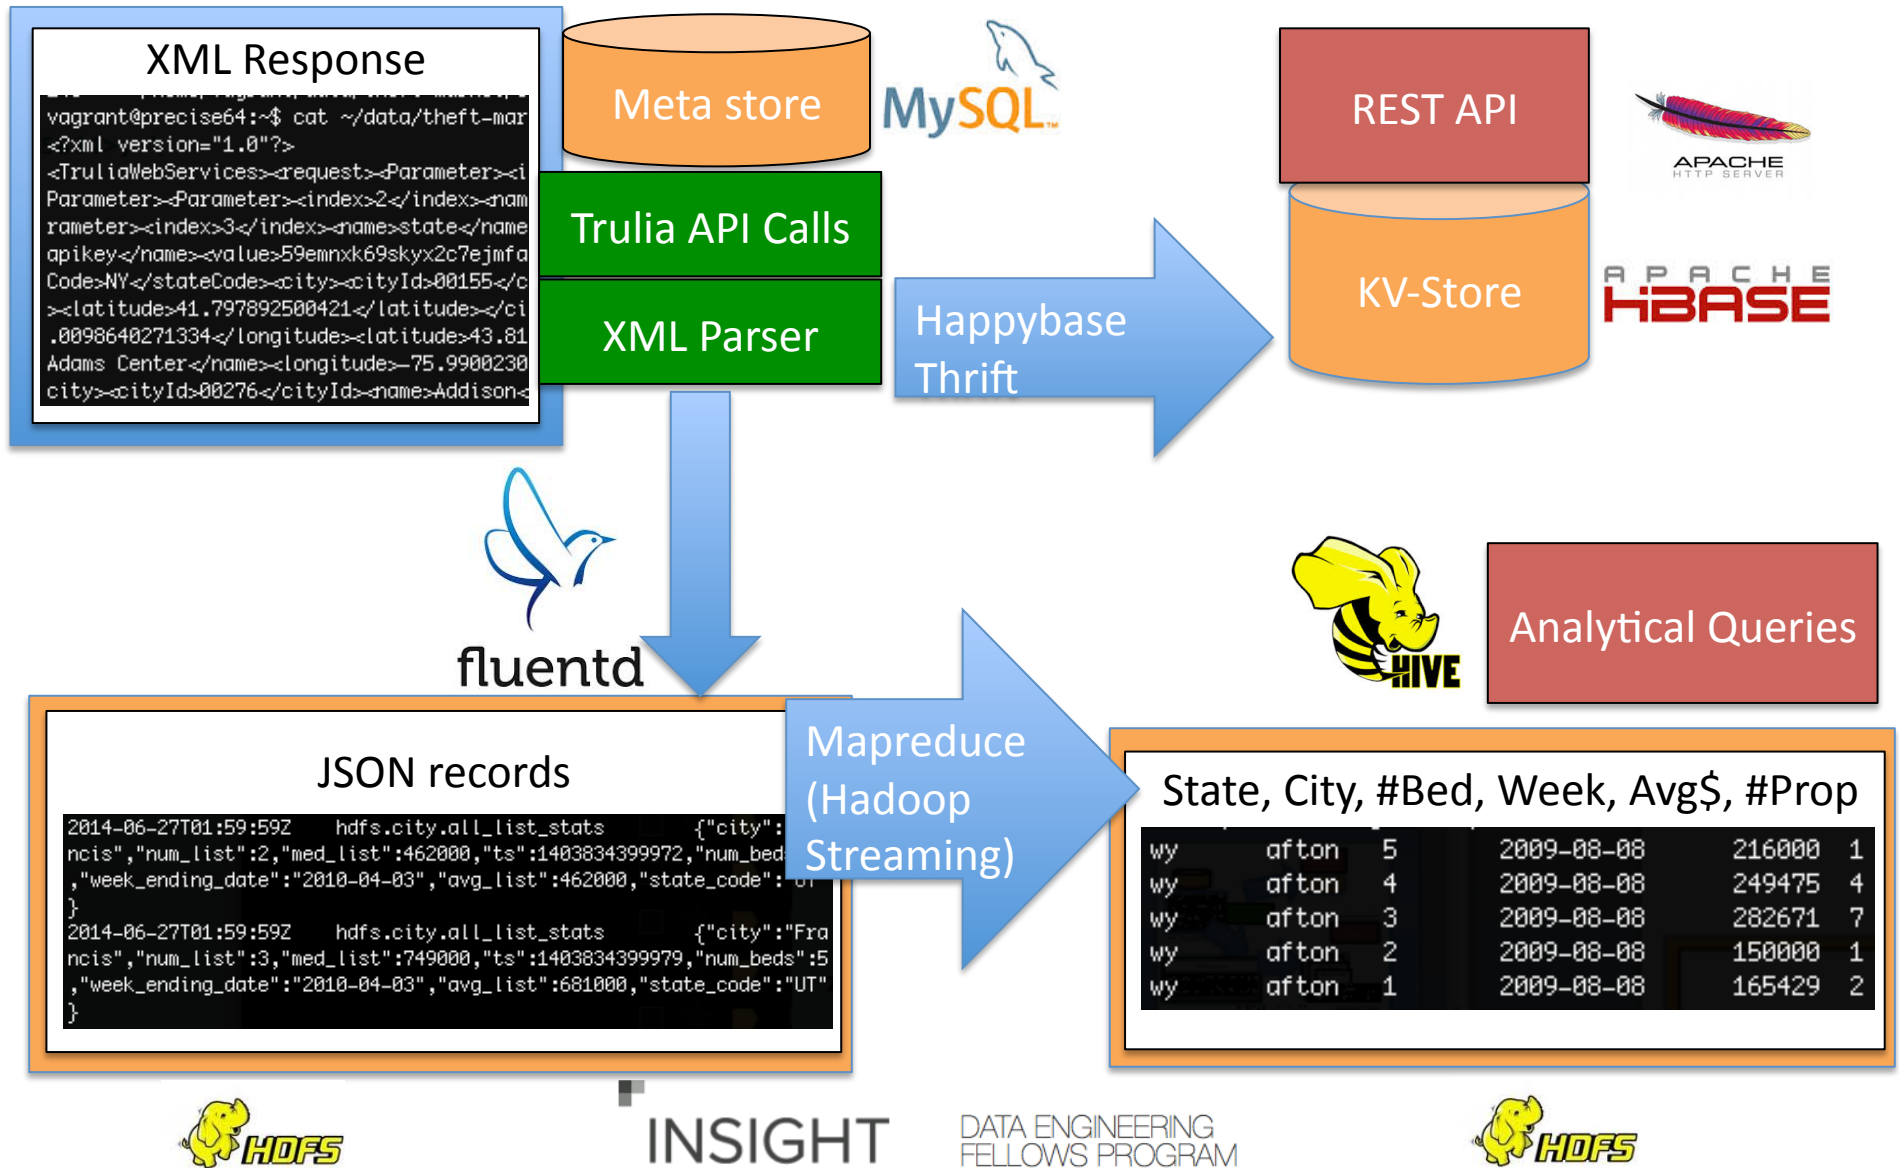 XML Response
vagrant@precise64:~$ cat ~/data/theft-mar
<?xml version="1.0"?>
<TruliaWebServices><request><Parameter><i
Parameter><Parameter><index>2</index><nam
rameter><index>3</index><name>state</name
apikey</name><value>59emnxk69skyx2c7ejmfa
Code>NY</stateCode><city><cityId>00155</c
><latitude>41.797892500421</latitude></ci
.0098640271334</longitude><latitude>43.81
Adams Center</name><longitude>-75.9900230
city><cityId>00276</cityId><name>Addison<
Meta store
MySQL™
Trulia API Calls
XML Parser
Happybase
Thrift
REST API
APACHE
HTTP SERVER
KV-Store
APACHE
HBASE
fluentd
HIVE
Analytical Queries
JSON records
2014-06-27T01:59:59Z hdfs.city.all_list_stats {"city":
ncis","num_list":2,"med_list":462000,"ts":1403834399972,"num_bed
,"week_ending_date":"2010-04-03","avg_list":462000,"state_code":"UT"
}
2014-06-27T01:59:59Z hdfs.city.all_list_stats {"city":"Fra
ncis","num_list":3,"med_list":749000,"ts":1403834399979,"num_beds":5
,"week_ending_date":"2010-04-03","avg_list":681000,"state_code":"UT"
}
Mapreduce
(Hadoop
Streaming)
State, City, #Bed, Week, Avg$, #Prop
wy afton 5 2009-08-08 216000 1
wy afton 4 2009-08-08 249475 4
wy afton 3 2009-08-08 282671 7
wy afton 2 2009-08-08 150000 1
wy afton 1 2009-08-08 165429 2
HDFS
INSIGHT
DATA ENGINEERING
FELLOWS PROGRAM
HDFS